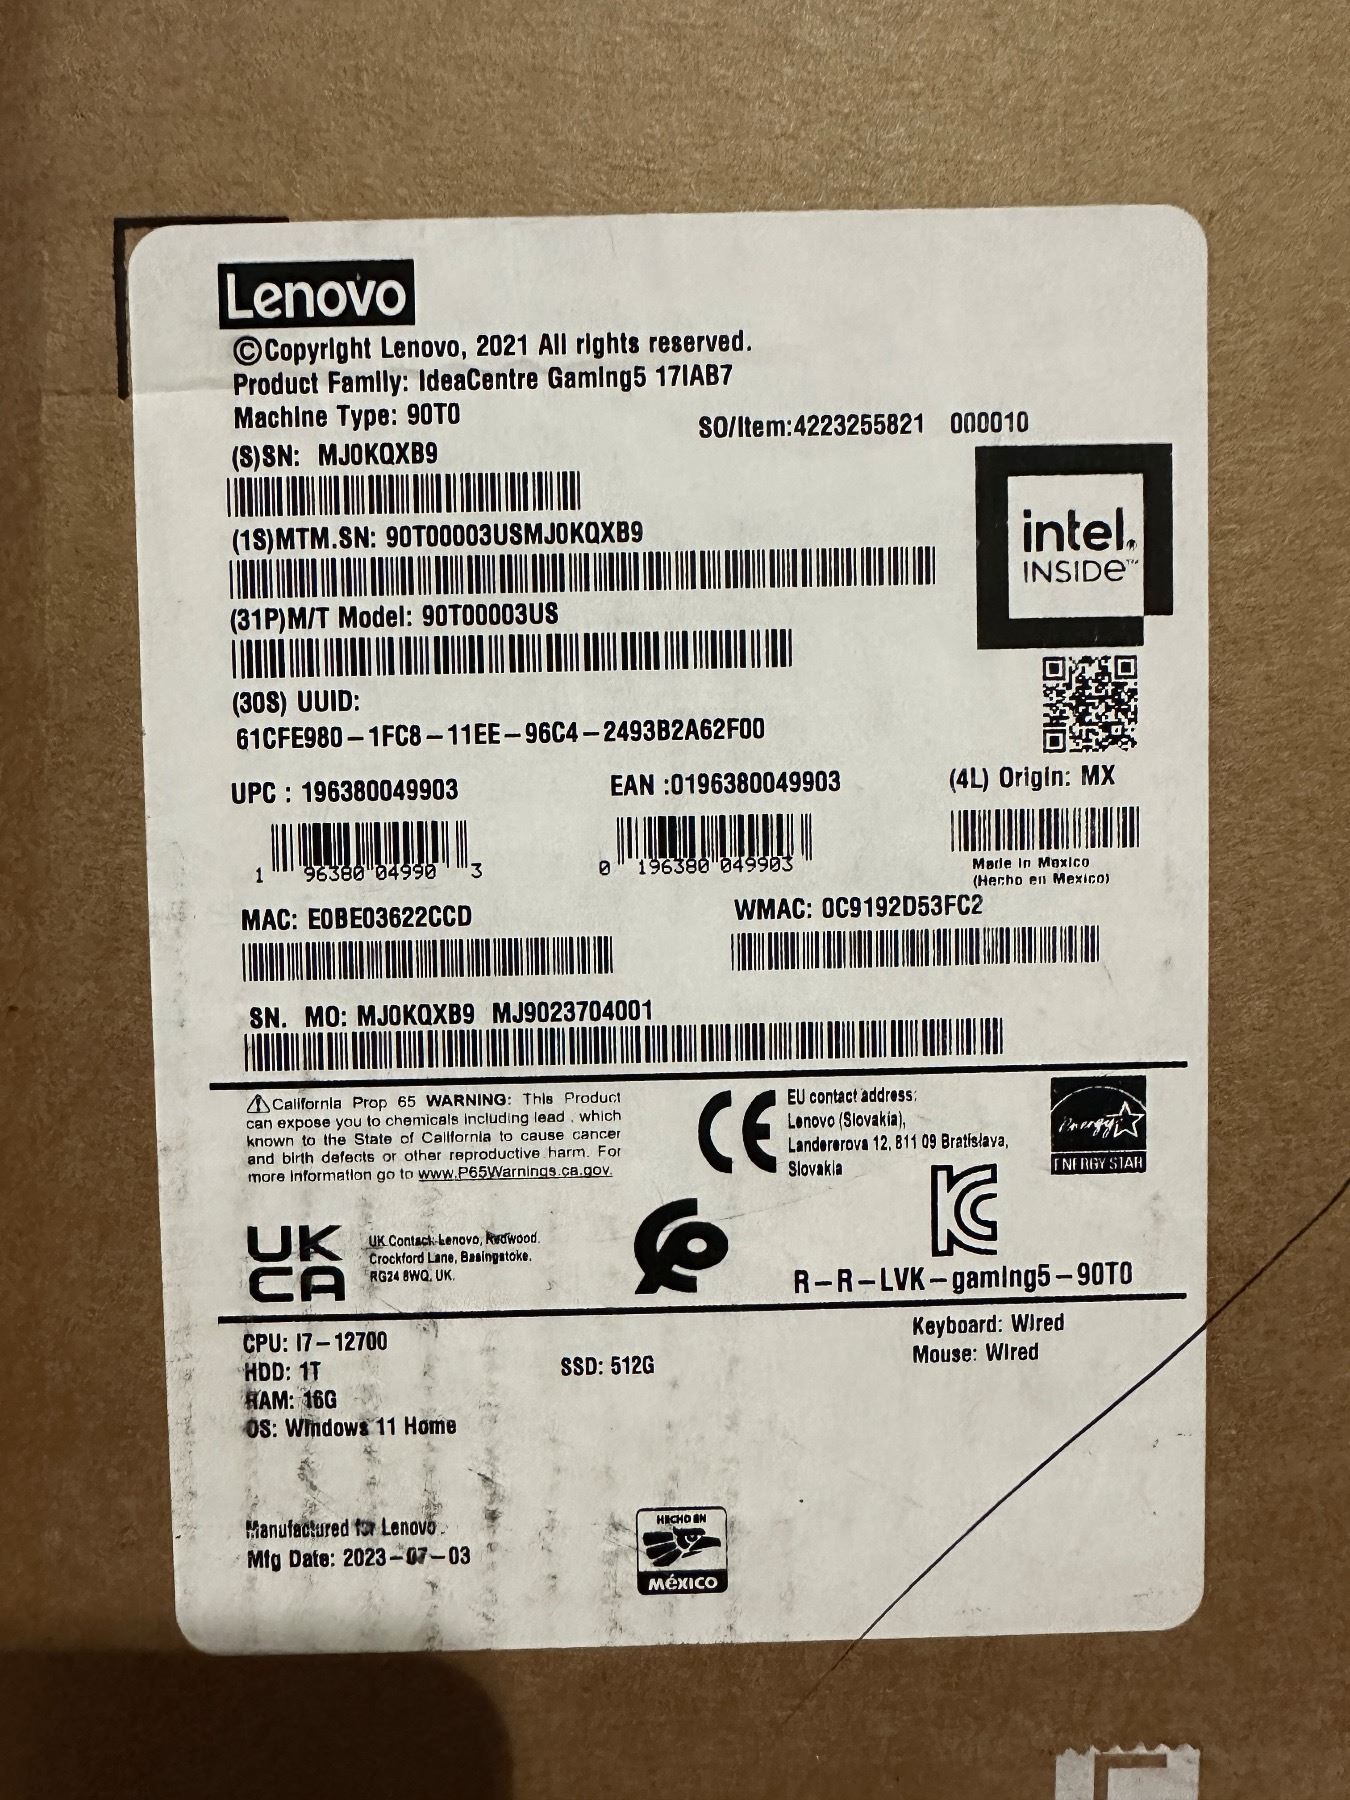 Lenovo
©Copyright Lenovo, 2021 All rights reserved.
Product Family: IdeaCentre Gaming5 17IAB7
Machine Type: 90T0
SO/Item:4223255821 000010
(S)SN: MJ0KQXB9
(1S)MTM.SN: 90T00003USMJ0KQXB9
intel.
INSIDE™
(31P)M/T Model: 90T00003US
(30S) UUID:
61CFE980-1FC8-11EE-96C4-2493B2A62F00
UPC : 196380049903
EAN :0196380049903
(4L) Origin: MX
1 96380 04990 3
0 196380 049903
Made in Mexico
(Hecho en Mexico)
MAC: E0BE03622CCD
WMAC: 0C9192D53FC2
SN. MO: MJ0KQXB9 MJ9023704001
⚠California Prop 65 WARNING: This Product
can expose you to chemicals including lead , which
known to the State of California to cause cancer
and birth defects or other reproductive harm. For
more information go to www.P65Warnings.ca.gov.
CE
EU contact address:
Lenovo (Slovakia),
Landererova 12, 811 09 Bratislava,
Slovakia
energy
ENERGY STAR
UK
CA
UK Contact: Lenovo, Redwood.
Crockford Lane, Basingstoke.
RG24 8WQ. UK.
R-R-LVK-gaming5-90T0
CPU: I7-12700
HDD: 1T
RAM: 16G
OS: Windows 11 Home
SSD: 512G
Keyboard: Wired
Mouse: Wired
Manufactured for Lenovo
Mfg Date: 2023-07-03
HECHO EN
MÉXICO